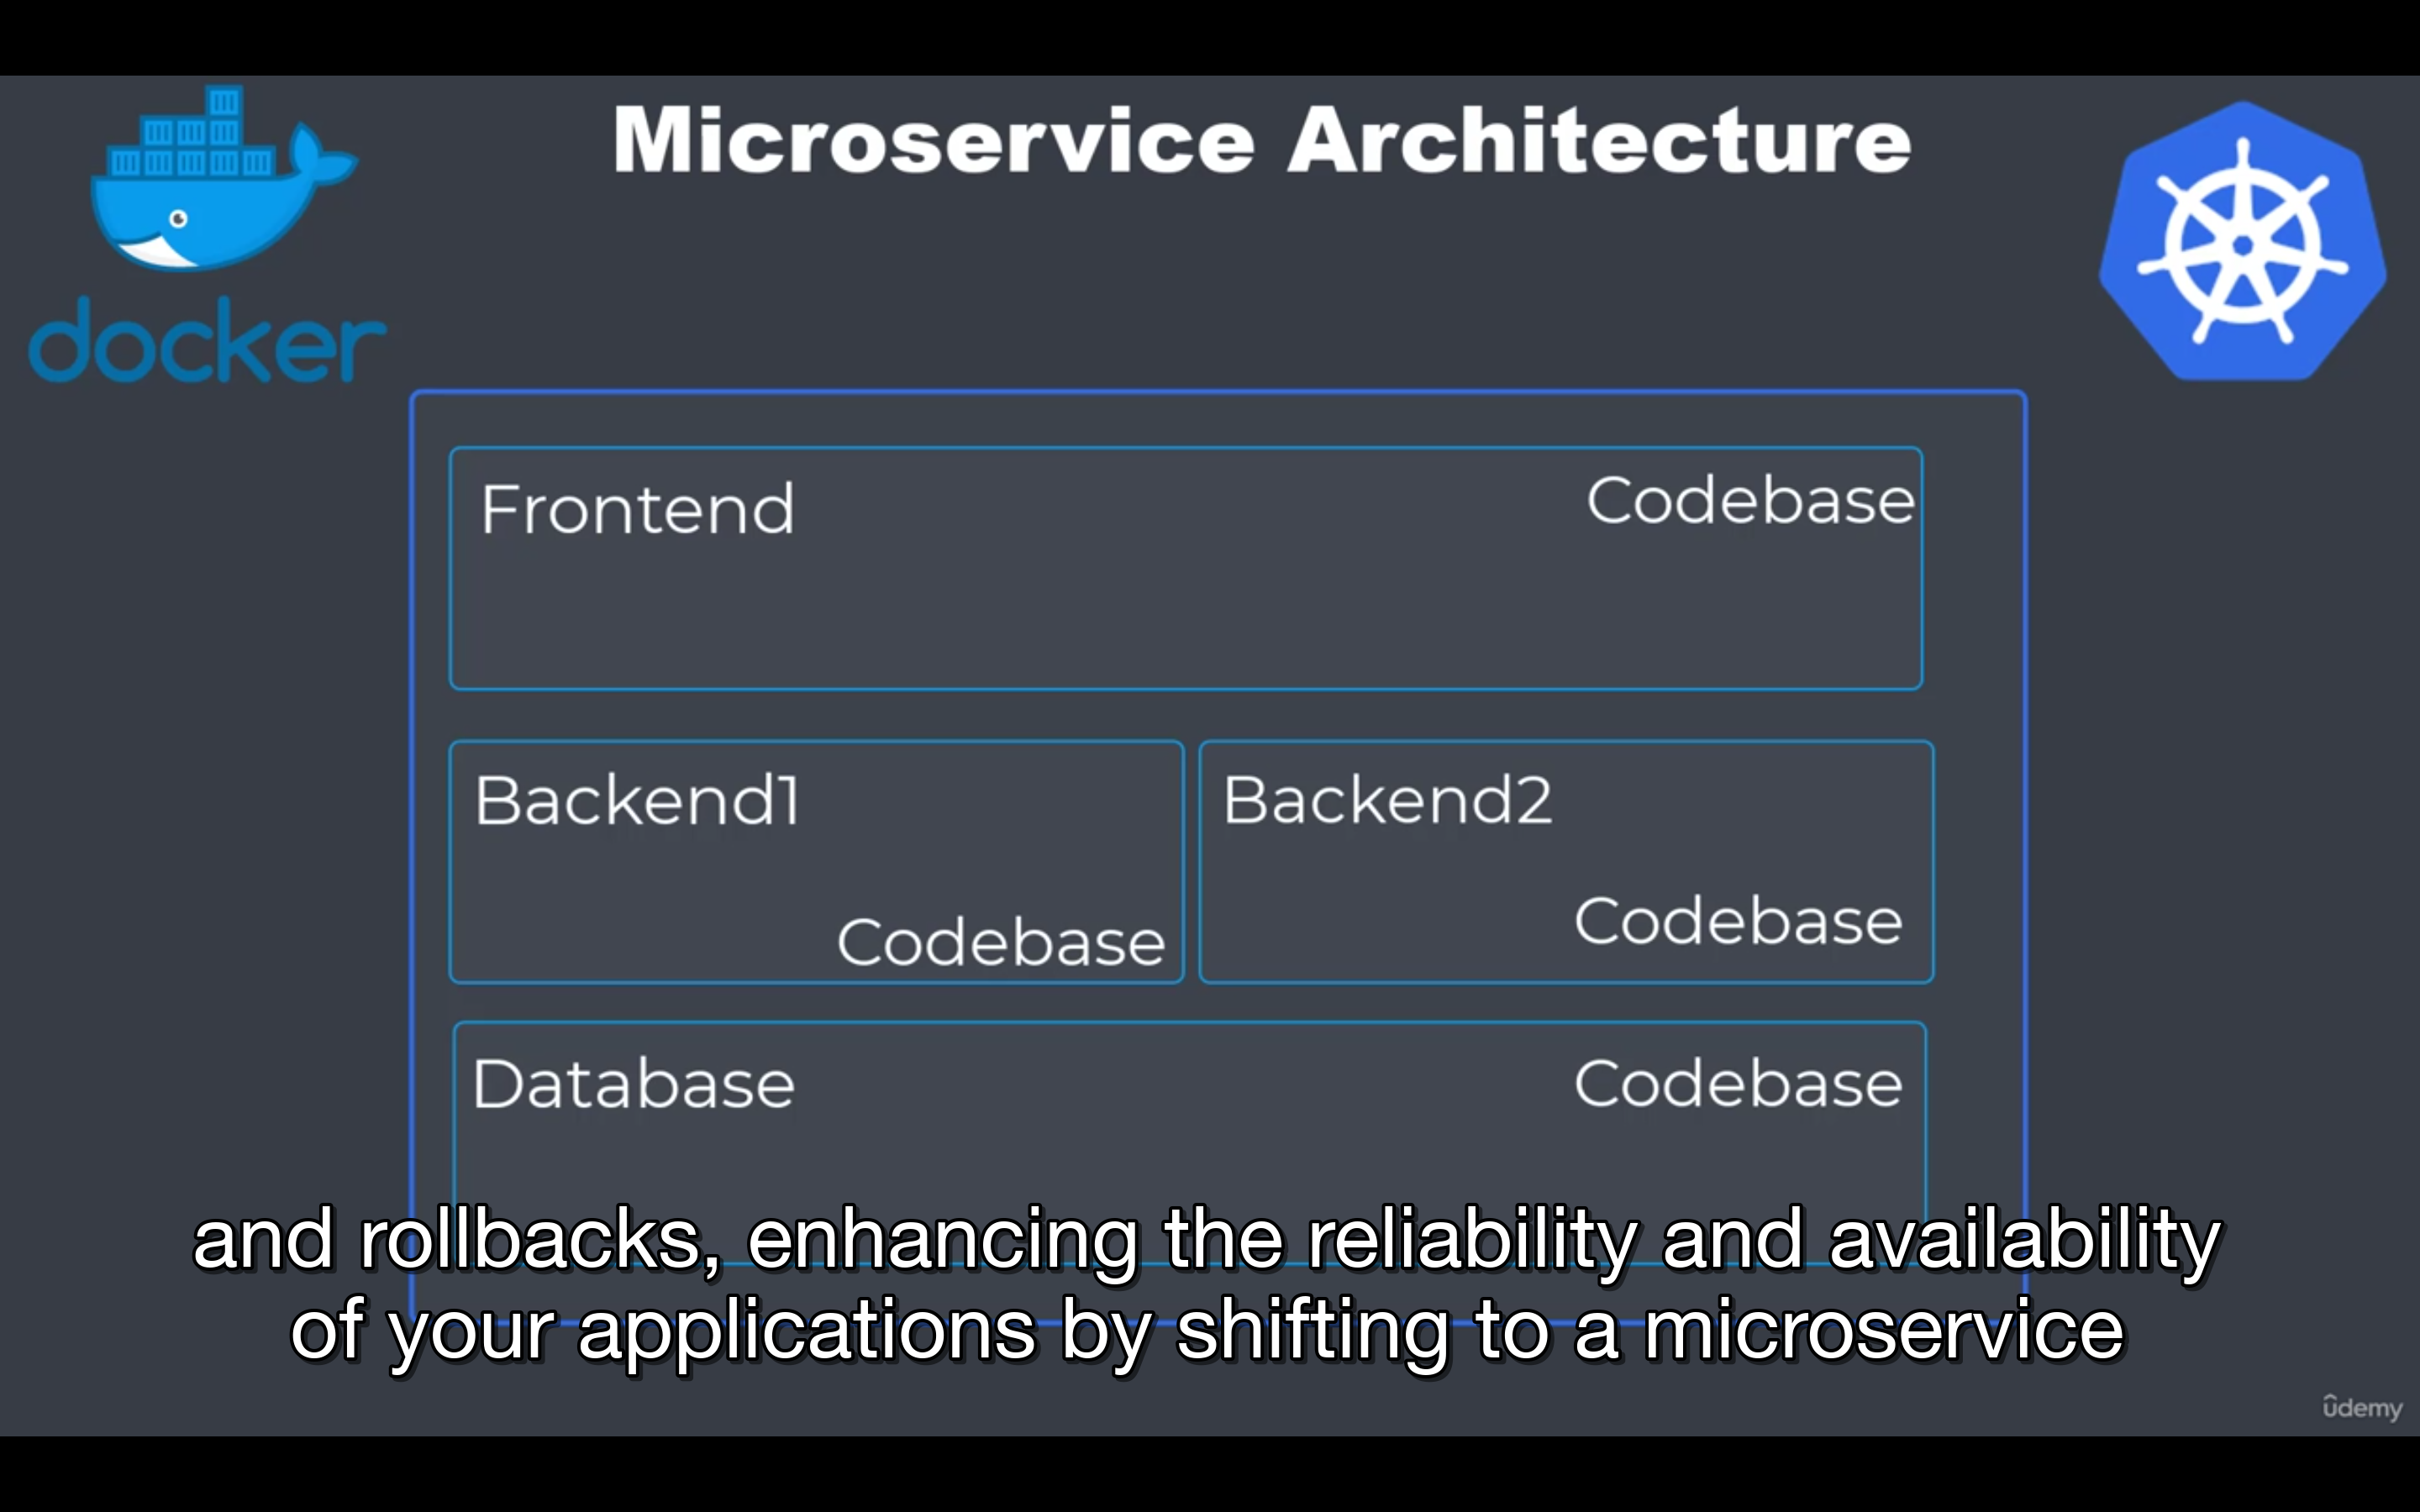 Microservice Architecture
docker
Frontend
Codebase
Backend1
Codebase
Backend2
Codebase
Database
Codebase
and rollbacks, enhancing the reliability and availability
of your applications by shifting to a microservice
ûdemy